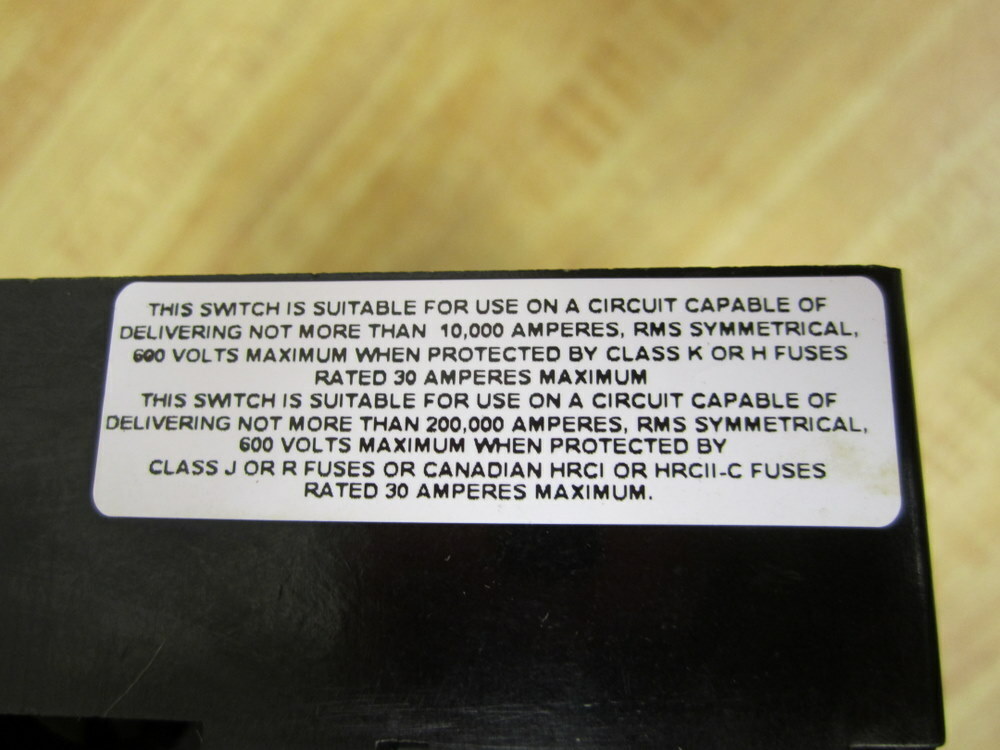 THIS SWITCH IS SUITABLE FOR USE ON A CIRCUIT CAPABLE OF
DELIVERING NOT MORE THAN 10,000 AMPERES, RMS SYMMETRICAL,
600 VOLTS MAXIMUM WHEN PROTECTED BY CLASS K OR H FUSES
RATED 30 AMPERES MAXIMUM
THIS SWITCH IS SUITABLE FOR USE ON A CIRCUIT CAPABLE OF
DELIVERING NOT MORE THAN 200,000 AMPERES, RMS SYMMETRICAL,
600 VOLTS MAXIMUM WHEN PROTECTED BY
CLASS J OR R FUSES OR CANADIAN HRCI OR HRCII-C FUSES
RATED 30 AMPERES MAXIMUM.